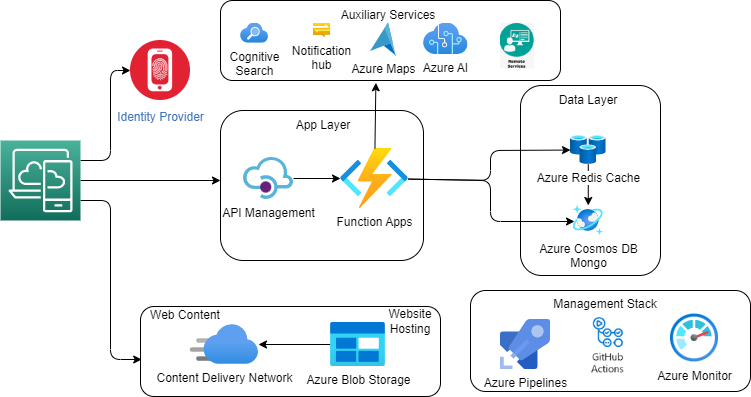 Auxiliary Services
Cognitive
Search
Notification
hub
Azure Maps
Azure AI
Remote
Services
Identity Provider
App Layer
API Management
Function Apps
Data Layer
Azure Redis Cache
Azure Cosmos DB
Mongo
Web Content
Website
Hosting
Content Delivery Network
Azure Blob Storage
Management Stack
Azure Pipelines
GitHub
Actions
Azure Monitor